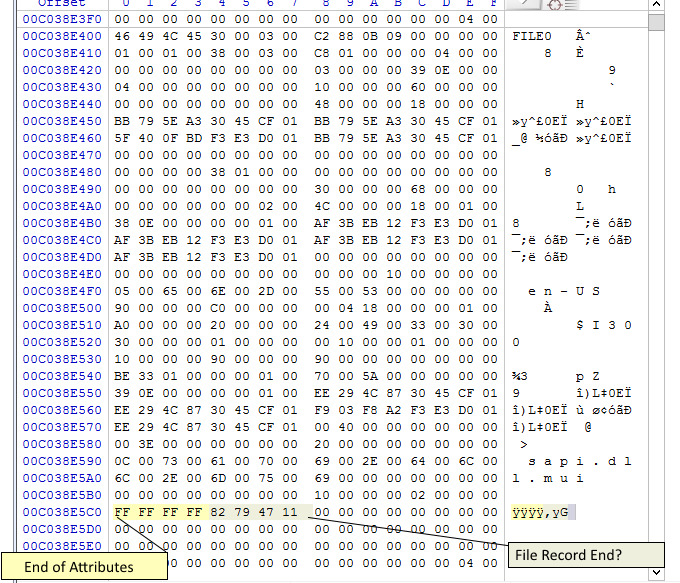 Offset 0 1 2 3 4 5 6 7 8 9 A B C D E F
00C038E3F0 00 00 00 00 00 00 00 00 00 00 00 00 00 00 04 00
00C038E400 46 49 4C 45 30 00 03 00 C2 88 0B 09 00 00 00 00 FILE0 Âˆ
00C038E410 01 00 01 00 38 00 03 00 C8 01 00 00 00 04 00 00 8 È
00C038E420 00 00 00 00 00 00 00 00 03 00 00 00 39 0E 00 00 9
00C038E430 04 00 00 00 00 00 00 00 10 00 00 00 60 00 00 00 `
00C038E440 00 00 00 00 00 00 00 00 48 00 00 00 18 00 00 00 H
00C038E450 BB 79 5E A3 30 45 CF 01 BB 79 5E A3 30 45 CF 01 »y^£0EÏ »y^£0EÏ
00C038E460 5F 40 0F BD F3 E3 D0 01 BB 79 5E A3 30 45 CF 01 _@ ½óãÐ »y^£0EÏ
00C038E470 00 00 00 00 00 00 00 00 00 00 00 00 00 00 00 00
00C038E480 00 00 00 00 38 01 00 00 00 00 00 00 00 00 00 00 8
00C038E490 00 00 00 00 00 00 00 00 30 00 00 00 68 00 00 00 0 h
00C038E4A0 00 00 00 00 00 00 02 00 4C 00 00 00 18 00 01 00 L
00C038E4B0 38 0E 00 00 00 00 01 00 AF 3B EB 12 F3 E3 D0 01 8 ¯;ë óãÐ
00C038E4C0 AF 3B EB 12 F3 E3 D0 01 AF 3B EB 12 F3 E3 D0 01 ¯;ë óãÐ ¯;ë óãÐ
00C038E4D0 AF 3B EB 12 F3 E3 D0 01 00 00 00 00 00 00 00 00 ¯;ë óãÐ
00C038E4E0 00 00 00 00 00 00 00 00 00 00 00 10 00 00 00 00
00C038E4F0 05 00 65 00 6E 00 2D 00 55 00 53 00 00 00 00 00 e n - U S
00C038E500 90 00 00 00 C0 00 00 00 00 04 18 00 00 00 01 00 À
00C038E510 A0 00 00 00 20 00 00 00 24 00 49 00 33 00 30 00 $ I 3 0
00C038E520 30 00 00 00 01 00 00 00 00 10 00 00 01 00 00 00 0
00C038E530 10 00 00 00 90 00 00 00 90 00 00 00 00 00 00 00
00C038E540 BE 33 01 00 00 00 01 00 70 00 5A 00 00 00 00 00 ¾3 p Z
00C038E550 39 0E 00 00 00 00 01 00 EE 29 4C 87 30 45 CF 01 9 î)L‡0EÏ
00C038E560 EE 29 4C 87 30 45 CF 01 F9 03 F8 A2 F3 E3 D0 01 î)L‡0EÏ ù ø¢óãÐ
00C038E570 EE 29 4C 87 30 45 CF 01 00 40 00 00 00 00 00 00 î)L‡0EÏ @
00C038E580 00 3E 00 00 00 00 00 00 20 00 00 00 00 00 00 00 >
00C038E590 0C 00 73 00 61 00 70 00 69 00 2E 00 64 00 6C 00 s a p i . d l
00C038E5A0 6C 00 2E 00 6D 00 75 00 69 00 00 00 00 00 00 00 l . m u i
00C038E5B0 00 00 00 00 00 00 00 00 10 00 00 00 02 00 00 00
00C038E5C0 FF FF FF FF 82 79 47 11 00 00 00 00 00 00 00 00 ÿÿÿÿ‚yG
00C038E5D0 00 00 00 00 00 00 00 00 00 00 00 00 00 00 00 00
00C038E5E0 00 00 00 00 00 00 00 00 00 00 00 00 00 00 00
End of Attributes
File Record End?
00 00 00 00 00 00 00 00 00 00 00 00 04 00